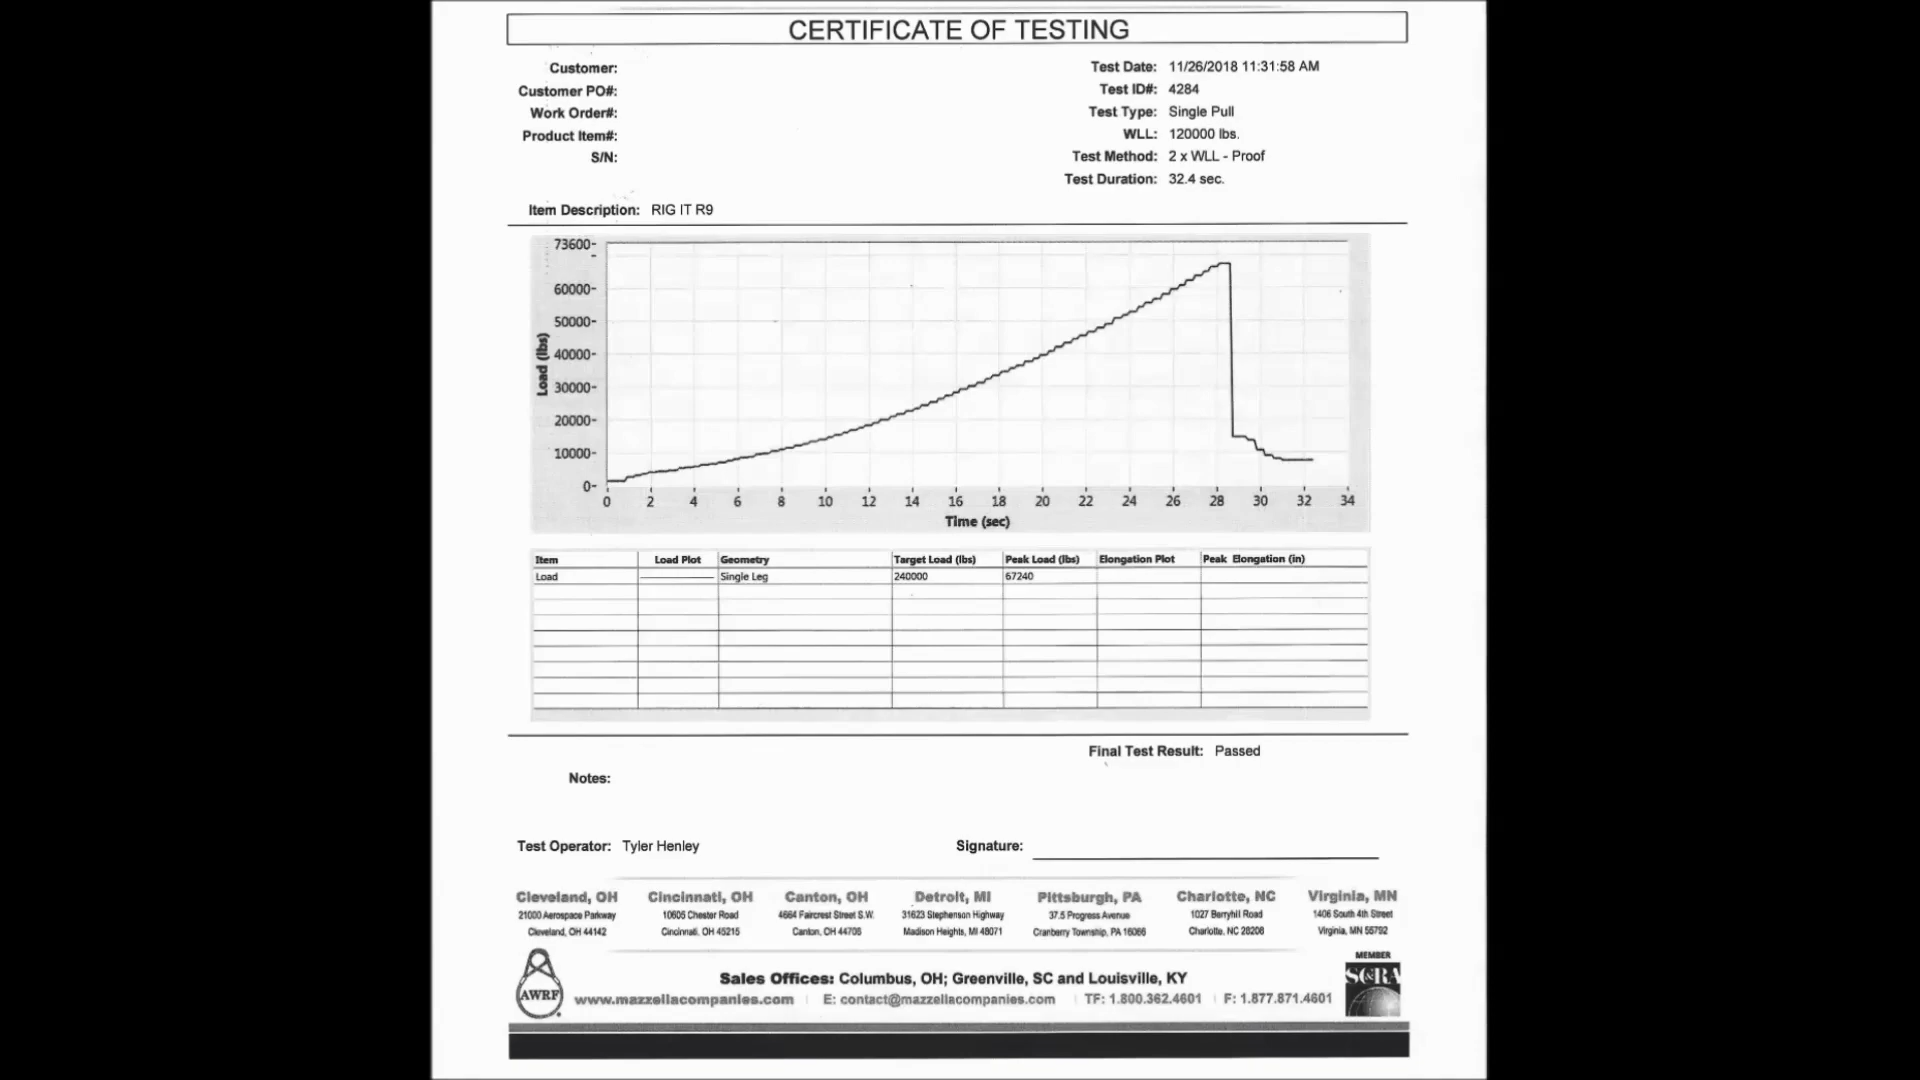 CERTIFICATE OF TESTING
Customer:
Customer PO#:
Work Order#:
Product Item#:
S/N:
Test Date: 11/26/2018 11:31:58 AM
Test ID#: 4284
Test Type: Single Pull
WLL: 120000 lbs.
Test Method: 2 x WLL - Proof
Test Duration: 32.4 sec.
Item Description: RIG IT R9
73600-
60000-
50000-
40000-
30000-
20000-
10000-
0-
Load (lbs)
0 2 4 6 8 10 12 14 16 18 20 22 24 26 28 30 32 34
Time (sec)
Item Load Plot Geometry Target Load (lbs) Peak Load (lbs) Elongation Plot Peak Elongation (in)
Load Single Leg 240000 67240
Final Test Result: Passed
Notes:
Test Operator: Tyler Henley Signature:
Cleveland, OH Cincinnati, OH Canton, OH Detroit, MI Pittsburgh, PA Charlotte, NC Virginia, MN
21000 Aerospace Parkway 10605 Chester Road 4664 Faircrest Street S.W. 31623 Stephenson Highway 37.5 Progress Avenue 1027 Berryhill Road 1406 South 4th Street
Cleveland, OH 44142 Cincinnati, OH 45215 Canton, OH 44706 Madison Heights, MI 48071 Cranberry Township, PA 16066 Charlotte, NC 28208 Virginia, MN 55792
AWRF
Sales Offices: Columbus, OH; Greenville, SC and Louisville, KY
www.mazzellacompanies.com E: contact@mazzellacompanies.com TF: 1.800.362.4601 F: 1.877.871.4601
MEMBER
SC&RA